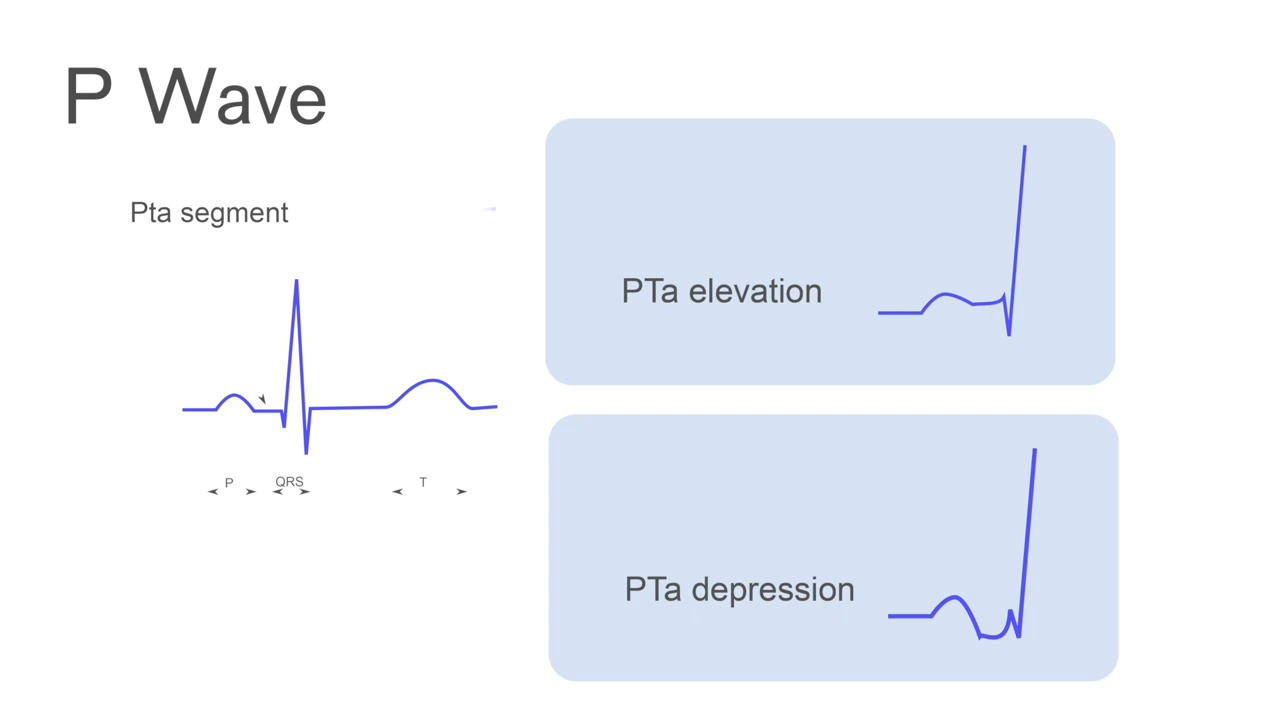 P Wave
Pta segment
P
QRS
T
PTa elevation
PTa depression